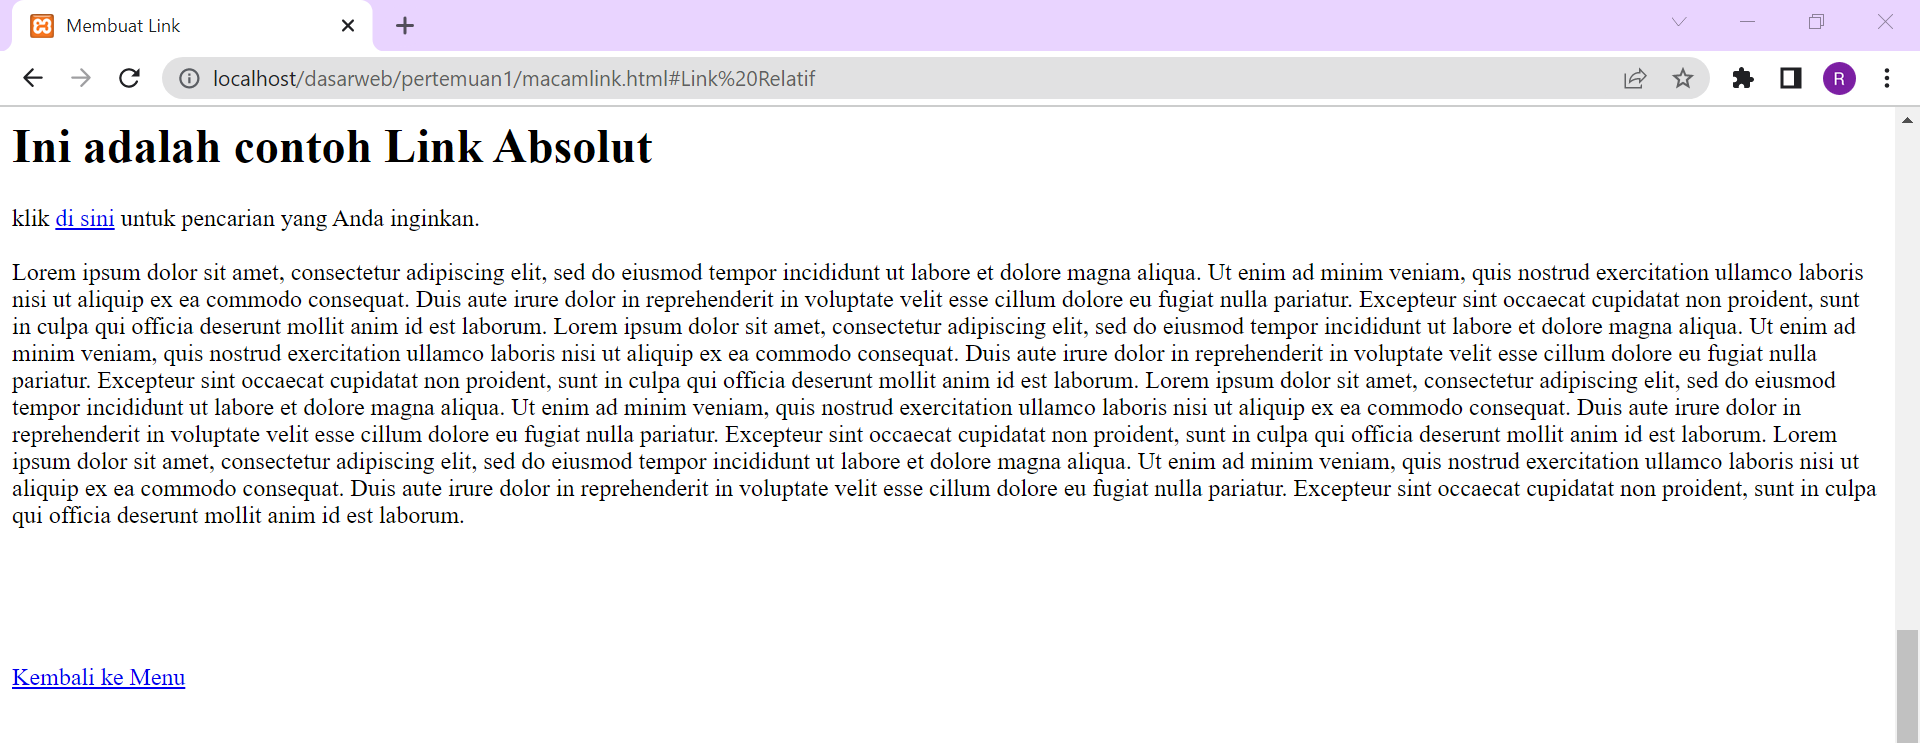 Membuat Link
localhost/dasarweb/pertemuan1/macamlink.html#Link%20Relatif
R
Ini adalah contoh Link Absolut
klik di sini untuk pencarian yang Anda inginkan.
Lorem ipsum dolor sit amet, consectetur adipiscing elit, sed do eiusmod tempor incididunt ut labore et dolore magna aliqua. Ut enim ad minim veniam, quis nostrud exercitation ullamco laboris
nisi ut aliquip ex ea commodo consequat. Duis aute irure dolor in reprehenderit in voluptate velit esse cillum dolore eu fugiat nulla pariatur. Excepteur sint occaecat cupidatat non proident, sunt
in culpa qui officia deserunt mollit anim id est laborum. Lorem ipsum dolor sit amet, consectetur adipiscing elit, sed do eiusmod tempor incididunt ut labore et dolore magna aliqua. Ut enim ad
minim veniam, quis nostrud exercitation ullamco laboris nisi ut aliquip ex ea commodo consequat. Duis aute irure dolor in reprehenderit in voluptate velit esse cillum dolore eu fugiat nulla
pariatur. Excepteur sint occaecat cupidatat non proident, sunt in culpa qui officia deserunt mollit anim id est laborum. Lorem ipsum dolor sit amet, consectetur adipiscing elit, sed do eiusmod
tempor incididunt ut labore et dolore magna aliqua. Ut enim ad minim veniam, quis nostrud exercitation ullamco laboris nisi ut aliquip ex ea commodo consequat. Duis aute irure dolor in
reprehenderit in voluptate velit esse cillum dolore eu fugiat nulla pariatur. Excepteur sint occaecat cupidatat non proident, sunt in culpa qui officia deserunt mollit anim id est laborum. Lorem
ipsum dolor sit amet, consectetur adipiscing elit, sed do eiusmod tempor incididunt ut labore et dolore magna aliqua. Ut enim ad minim veniam, quis nostrud exercitation ullamco laboris nisi ut
aliquip ex ea commodo consequat. Duis aute irure dolor in reprehenderit in voluptate velit esse cillum dolore eu fugiat nulla pariatur. Excepteur sint occaecat cupidatat non proident, sunt in culpa
qui officia deserunt mollit anim id est laborum.
Kembali ke Menu